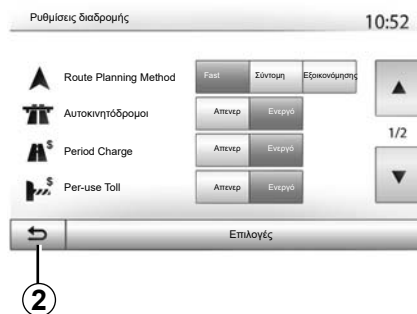 Ρυθμίσεις διαδρομής 10:52
Route Planning Method Fast Σύντομη Εξοικονόμησης
Αυτοκινητόδρομοι Απενερ Ενεργό
1/2
Period Charge Απενερ Ενεργό
Per-use Toll Απενερ Ενεργό
Επιλογές
2